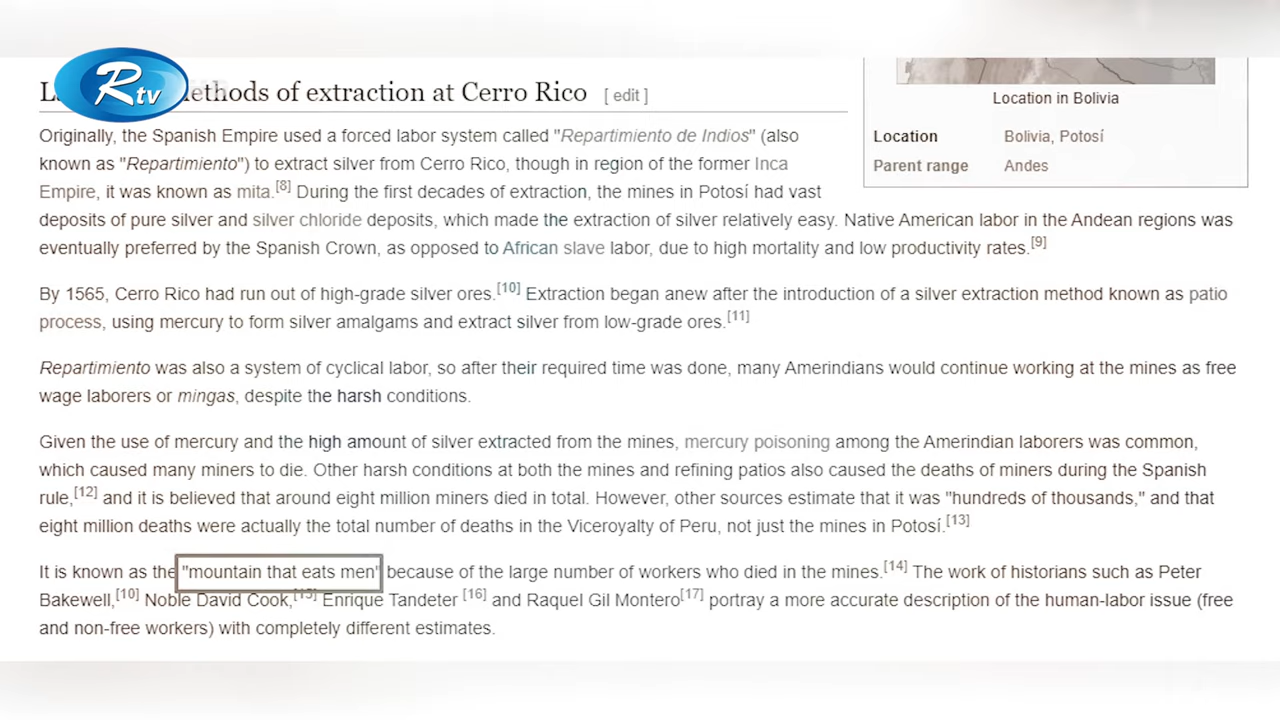 Rtv
ethods of extraction at Cerro Rico [ edit ]
Originally, the Spanish Empire used a forced labor system called "Repartimiento de Indios" (also
known as "Repartimiento") to extract silver from Cerro Rico, though in region of the former Inca
Empire, it was known as mita.[8] During the first decades of extraction, the mines in Potosí had vast
deposits of pure silver and silver chloride deposits, which made the extraction of silver relatively easy. Native American labor in the Andean regions was
eventually preferred by the Spanish Crown, as opposed to African slave labor, due to high mortality and low productivity rates.[9]
By 1565, Cerro Rico had run out of high-grade silver ores.[10] Extraction began anew after the introduction of a silver extraction method known as patio
process, using mercury to form silver amalgams and extract silver from low-grade ores.[11]
Repartimiento was also a system of cyclical labor, so after their required time was done, many Amerindians would continue working at the mines as free
wage laborers or mingas, despite the harsh conditions.
Given the use of mercury and the high amount of silver extracted from the mines, mercury poisoning among the Amerindian laborers was common,
which caused many miners to die. Other harsh conditions at both the mines and refining patios also caused the deaths of miners during the Spanish
rule,[12] and it is believed that around eight million miners died in total. However, other sources estimate that it was "hundreds of thousands," and that
eight million deaths were actually the total number of deaths in the Viceroyalty of Peru, not just the mines in Potosí.[13]
It is known as the "mountain that eats men" because of the large number of workers who died in the mines.[14] The work of historians such as Peter
Bakewell,[10] Noble David Cook,[15] Enrique Tandeter [16] and Raquel Gil Montero[17] portray a more accurate description of the human-labor issue (free
and non-free workers) with completely different estimates.
Location in Bolivia
Location Bolivia, Potosí
Parent range Andes